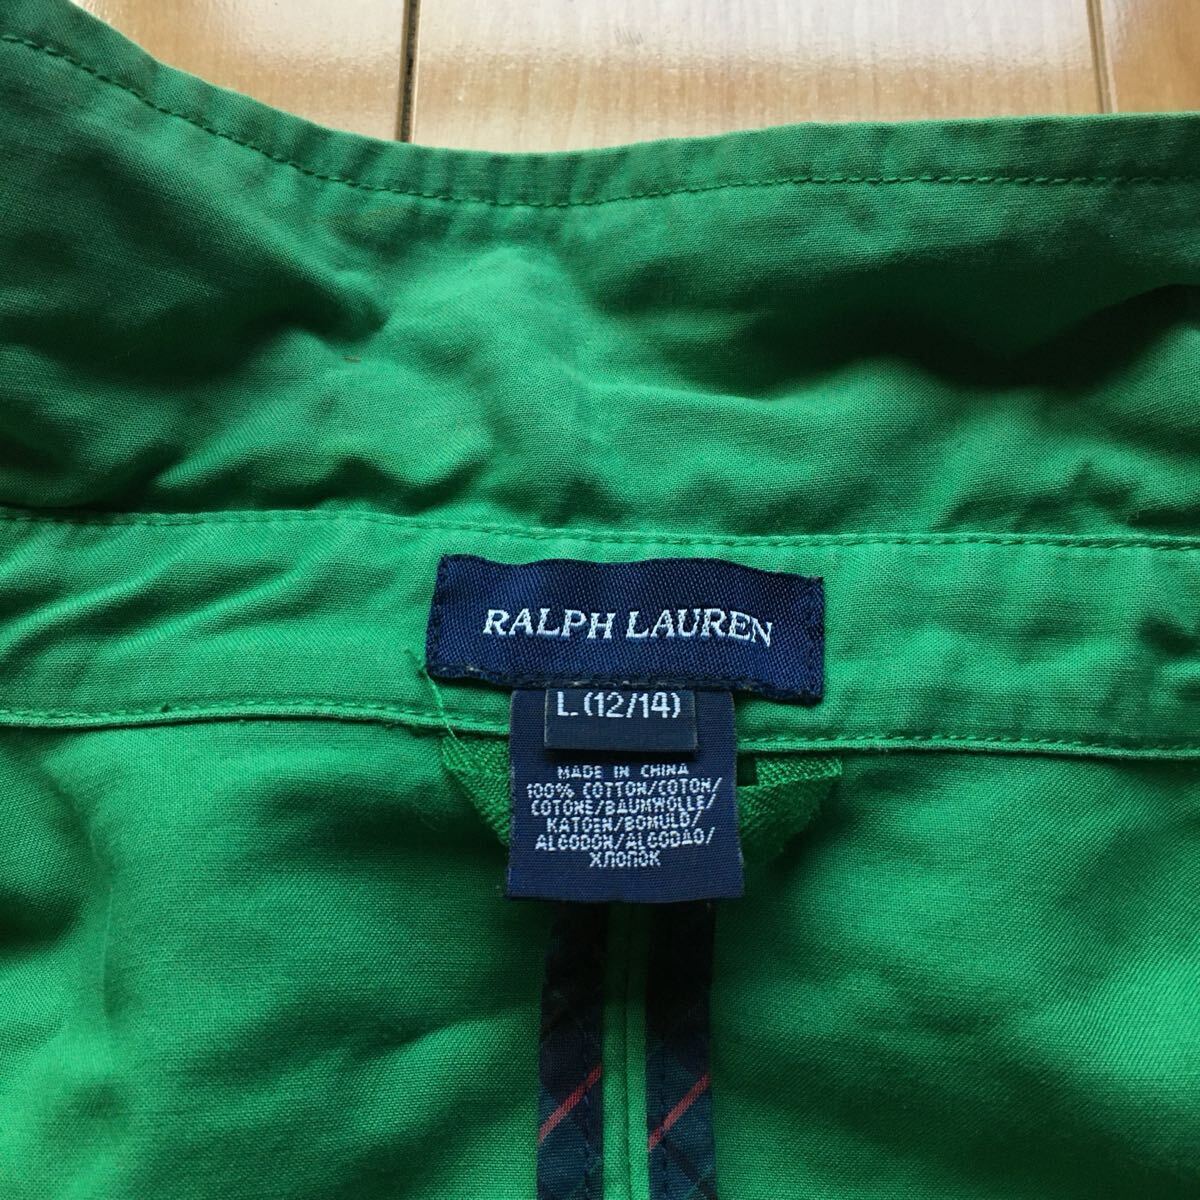 RALPH LAUREN
L (12/14)
MADE IN CHINA
100% COTTON/COTON/
COTONE/BAUMWOLLE/
KATOEN/BOMULD/
ALGODON/ALGODAO/
ХЛОПОК